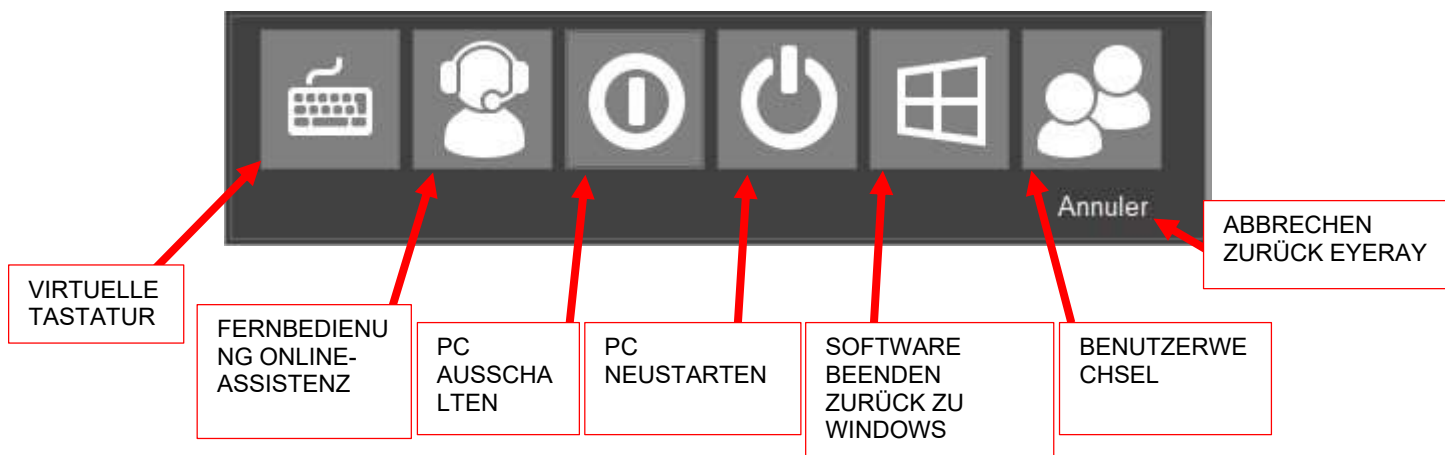 Annuler
ABBRECHEN
ZURÜCK EYERAY
VIRTUELLE
TASTATUR
FERNBEDIENU
NG ONLINE-
ASSISTENZ
PC
AUSSCHA
LTEN
PC
NEUSTARTEN
SOFTWARE
BEENDEN
ZURÜCK ZU
WINDOWS
BENUTZERWE
CHSEL